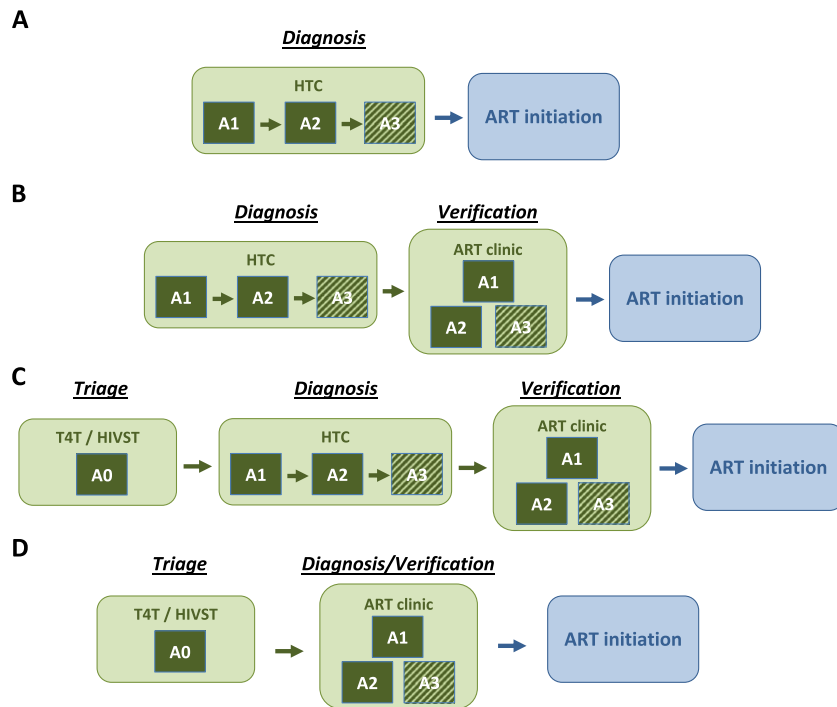 A
Diagnosis
HTC
A1 A2 A3
ART initiation
B
Diagnosis Verification
HTC
A1 A2 A3
ART clinic
A1
A2 A3
ART initiation
C
Triage Diagnosis Verification
T4T / HIVST
A0
HTC
A1 A2 A3
ART clinic
A1
A2 A3
ART initiation
D
Triage Diagnosis/Verification
T4T / HIVST
A0
ART clinic
A1
A2 A3
ART initiation